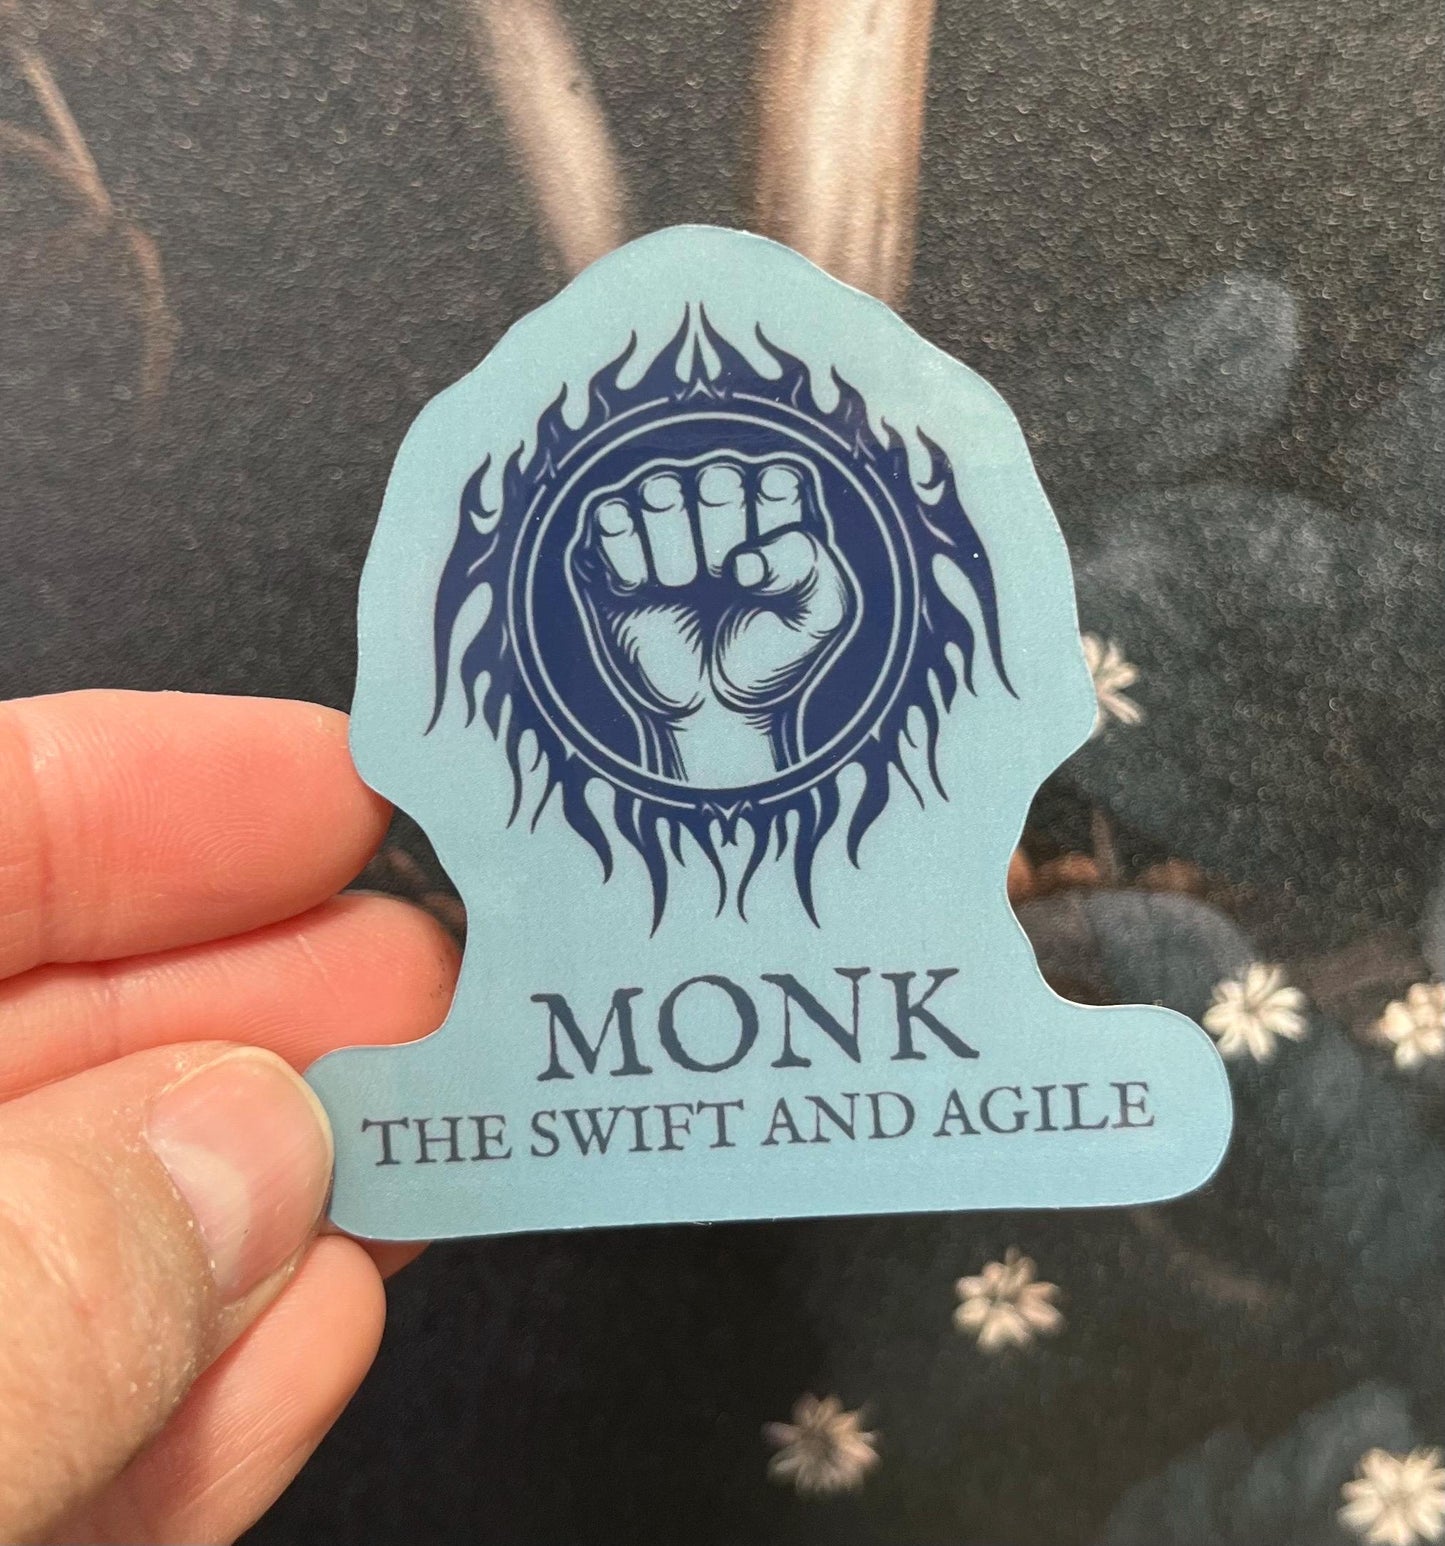 MONK
THE SWIFT AND AGILE